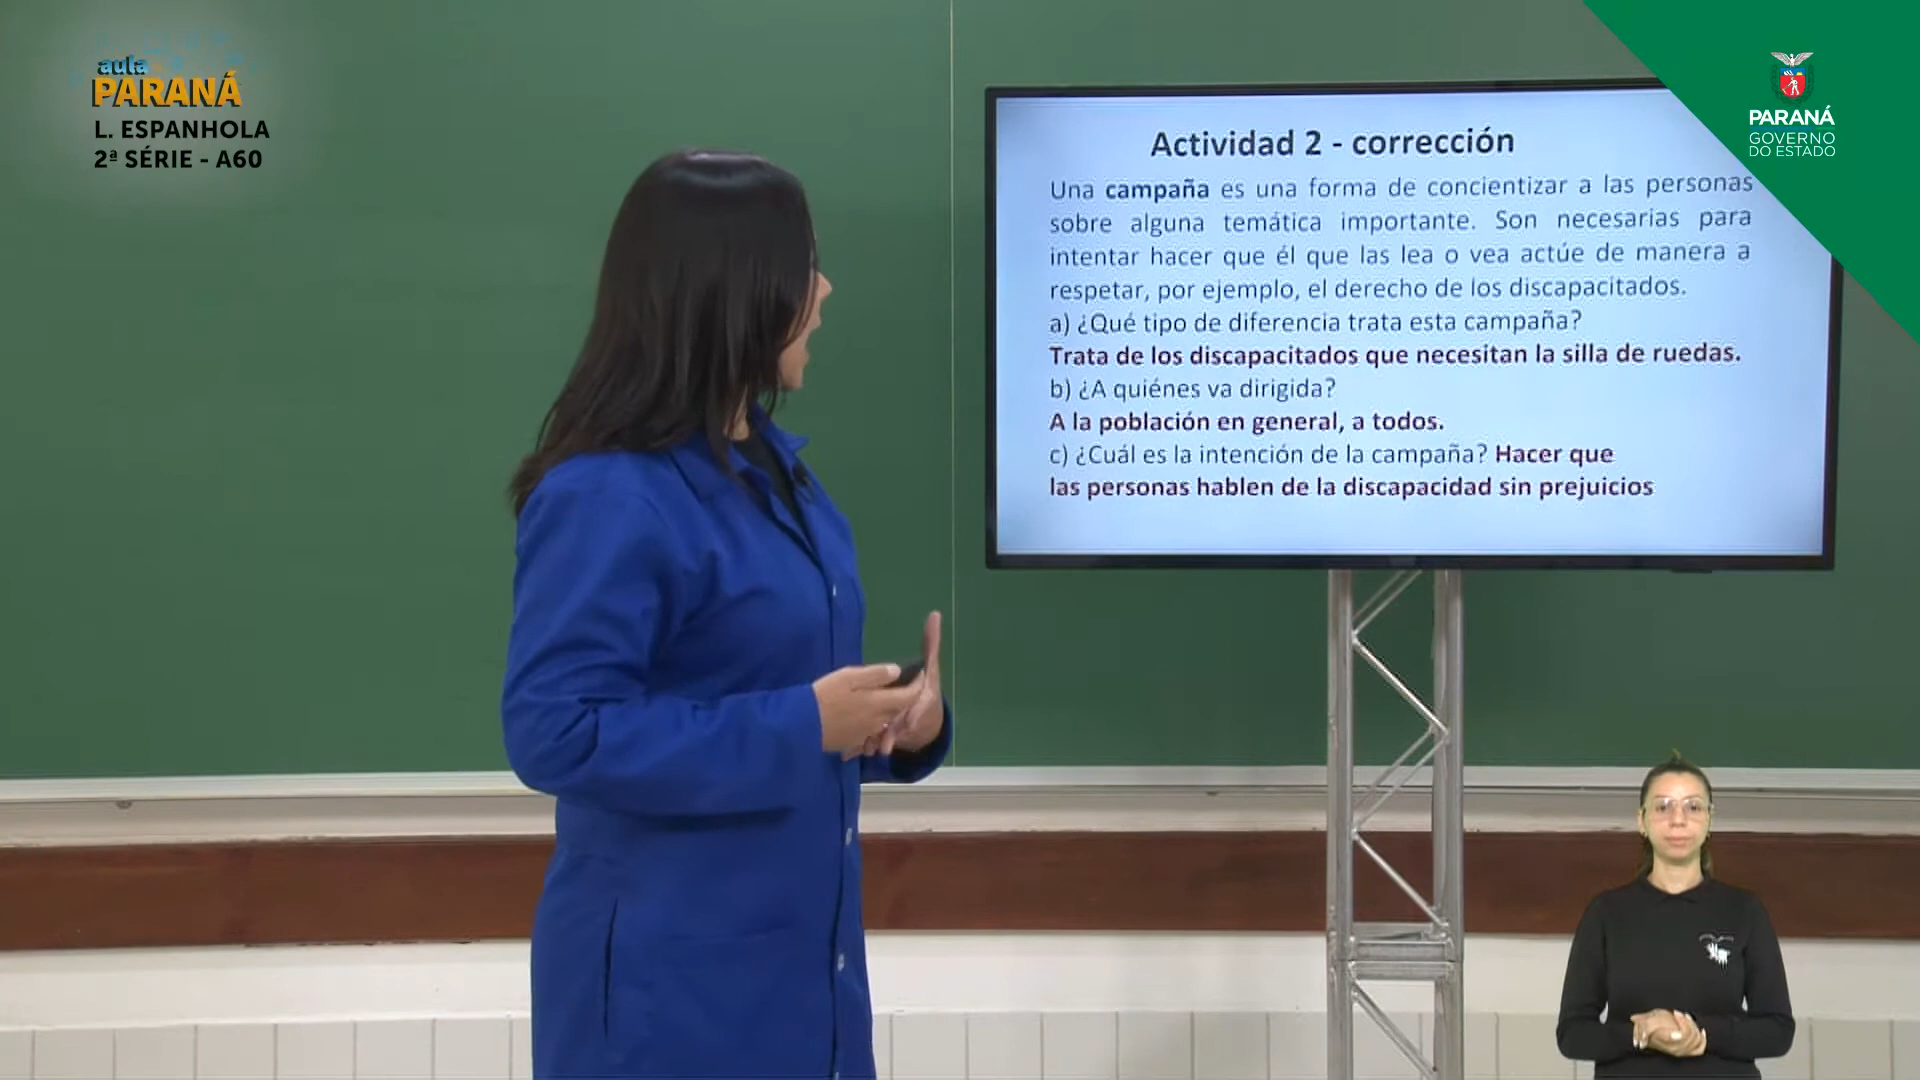 aula
PARANÁ
L. ESPANHOLA
2ª SÉRIE - A60
PARANÁ
GOVERNO
DO ESTADO
Actividad 2 - corrección
Una campaña es una forma de concientizar a las personas
sobre alguna temática importante. Son necesarias para
intentar hacer que él que las lea o vea actúe de manera a
respetar, por ejemplo, el derecho de los discapacitados.
a) ¿Qué tipo de diferencia trata esta campaña?
Trata de los discapacitados que necesitan la silla de ruedas.
b) ¿A quiénes va dirigida?
A la población en general, a todos.
c) ¿Cuál es la intención de la campaña? Hacer que
las personas hablen de la discapacidad sin prejuicios